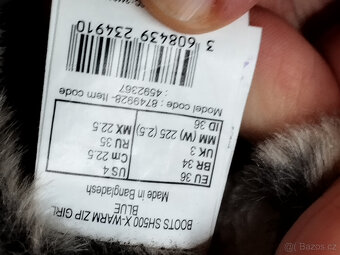 BOOTS SH500 X-WARM ZIP GIRL
BLUE
Made in Bangladesh
EU 36 US 4
BR 34 Cm 22.5
UK 3 RU 35
MM (W) 225 (2.5) MX 22.5
ID 36
Model code : 8749928- Item code
: 4592367
3 608439 234910
Bazoš.cz